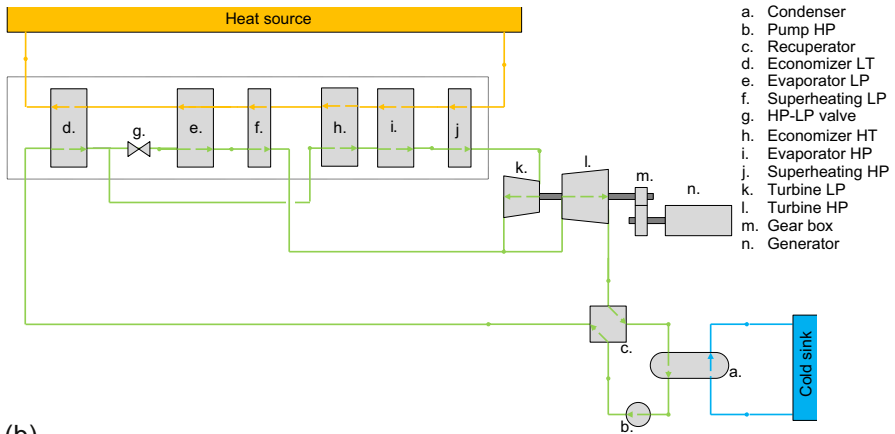 Heat source
d.
g.
e.
f.
h.
i.
j
k.
l.
m.
n.
c.
a.
b.
Cold sink
a. Condenser
b. Pump HP
c. Recuperator
d. Economizer LT
e. Evaporator LP
f. Superheating LP
g. HP-LP valve
h. Economizer HT
i. Evaporator HP
j. Superheating HP
k. Turbine LP
l. Turbine HP
m. Gear box
n. Generator
(b)